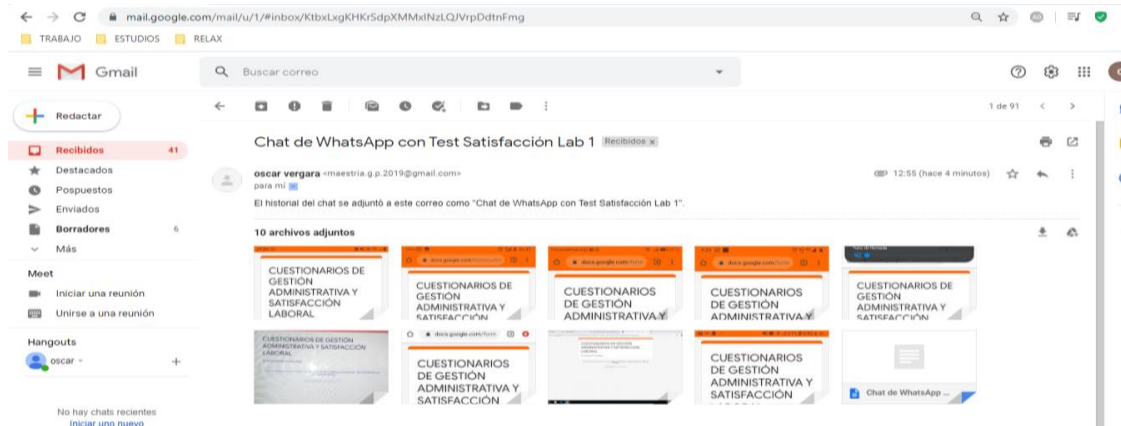 mail.google.com/mail/u/1/#inbox/KtbxLxgKHKrSdpXMMxlNzLQJVrpDdtnFmg
TRABAJO ESTUDIOS RELAX
Gmail
Buscar correo
Redactar
1 de 91
Recibidos 41
Destacados
Pospuestos
Enviados
Borradores 6
Más
Meet
Iniciar una reunión
Unirse a una reunión
Hangouts
oscar
No hay chats recientes
Iniciar uno nuevo
Chat de WhatsApp con Test Satisfacción Lab 1 Recibidos x
oscar vergara <maestria.g.p.2019@gmail.com> 12:55 (hace 4 minutos)
para mí
El historial del chat se adjuntó a este correo como "Chat de WhatsApp con Test Satisfacción Lab 1".
10 archivos adjuntos
CUESTIONARIOS DE
GESTIÓN
ADMINISTRATIVA Y
SATISFACCIÓN
LABORAL
CUESTIONARIOS DE
GESTIÓN
ADMINISTRATIVA Y
SATISFACCIÓN
CUESTIONARIOS
DE GESTIÓN
ADMINISTRATIVA Y
CUESTIONARIOS
DE GESTIÓN
ADMINISTRATIVA Y
CUESTIONARIOS DE
GESTIÓN
ADMINISTRATIVA Y
SATISFACCIÓN
CUESTIONARIOS DE GESTIÓN
ADMINISTRATIVA Y SATISFACCIÓN
LABORAL
docs.google.com/form
CUESTIONARIOS
DE GESTIÓN
ADMINISTRATIVA Y
SATISFACCIÓN
CUESTIONARIOS
DE GESTIÓN
ADMINISTRATIVA Y
SATISFACCIÓN
Chat de WhatsApp ...